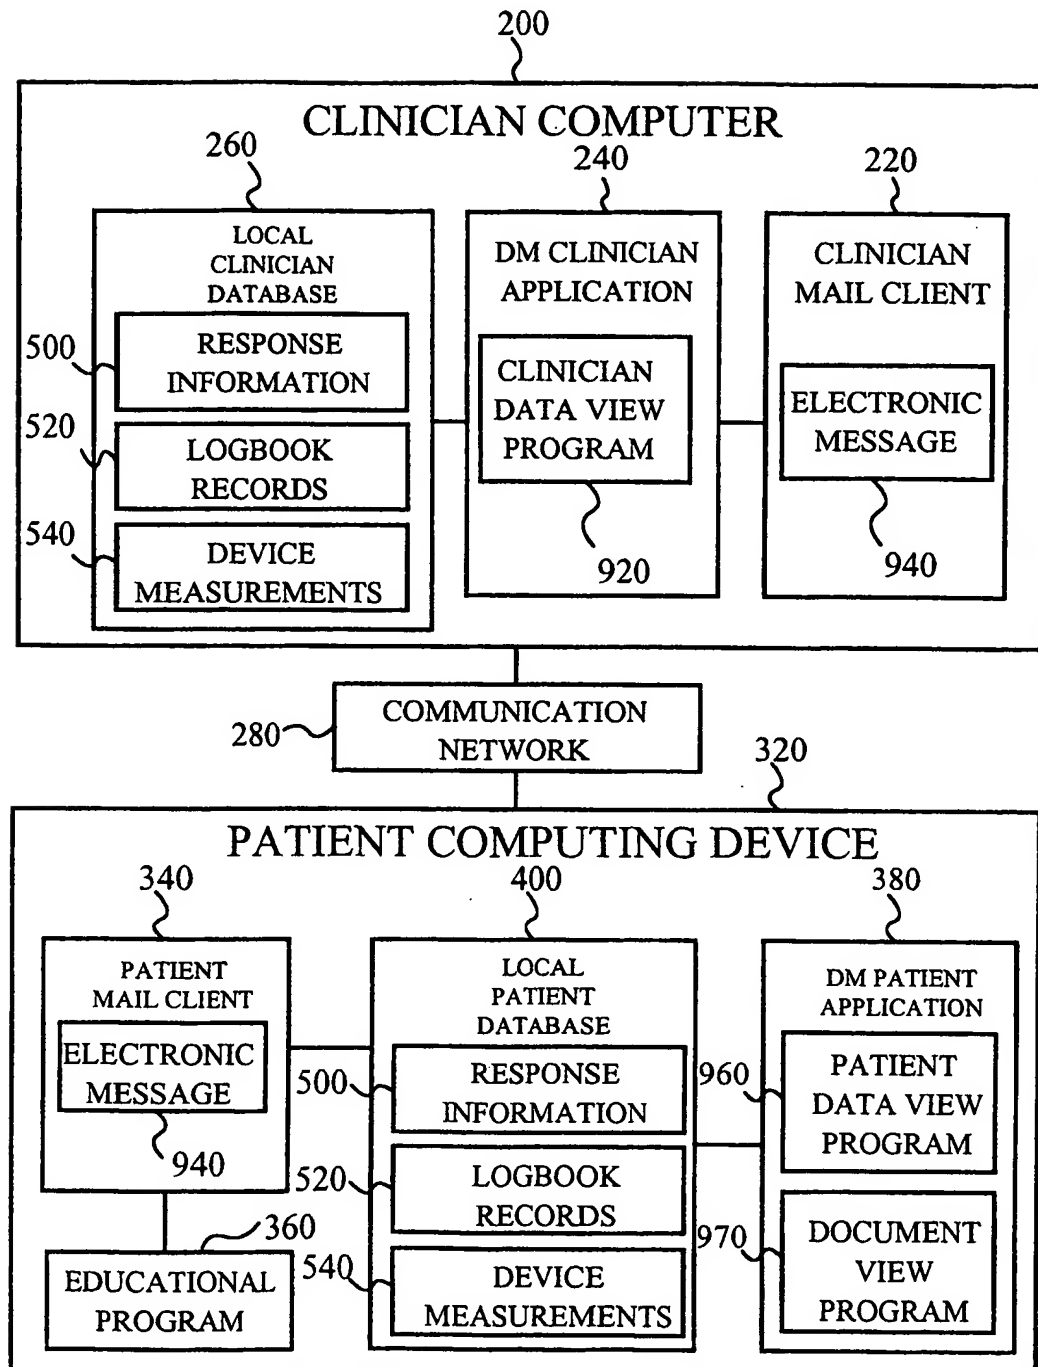 200
CLINICIAN COMPUTER
260
240
220
LOCAL
CLINICIAN
DATABASE
500
RESPONSE
INFORMATION
520
LOGBOOK
RECORDS
540
DEVICE
MEASUREMENTS
DM CLINICIAN
APPLICATION
CLINICIAN
DATA VIEW
PROGRAM
920
CLINICIAN
MAIL CLIENT
ELECTRONIC
MESSAGE
940
280
COMMUNICATION
NETWORK
320
PATIENT COMPUTING DEVICE
340
400
380
PATIENT
MAIL CLIENT
ELECTRONIC
MESSAGE
940
360
EDUCATIONAL
PROGRAM
LOCAL
PATIENT
DATABASE
500
RESPONSE
INFORMATION
520
LOGBOOK
RECORDS
540
DEVICE
MEASUREMENTS
DM PATIENT
APPLICATION
960
PATIENT
DATA VIEW
PROGRAM
970
DOCUMENT
VIEW
PROGRAM